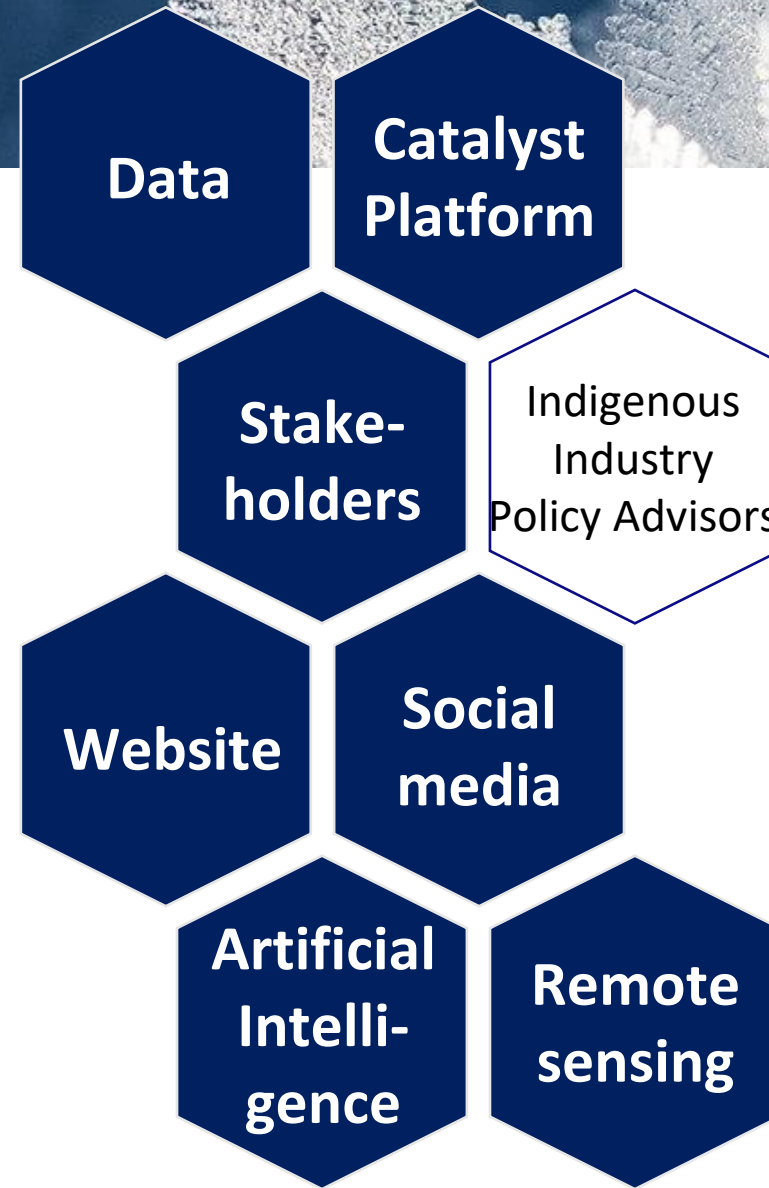 Data
Catalyst
Platform
Stake-
holders
Indigenous
Industry
Policy Advisors
Website
Social
media
Artificial
Intelli-
gence
Remote
sensing